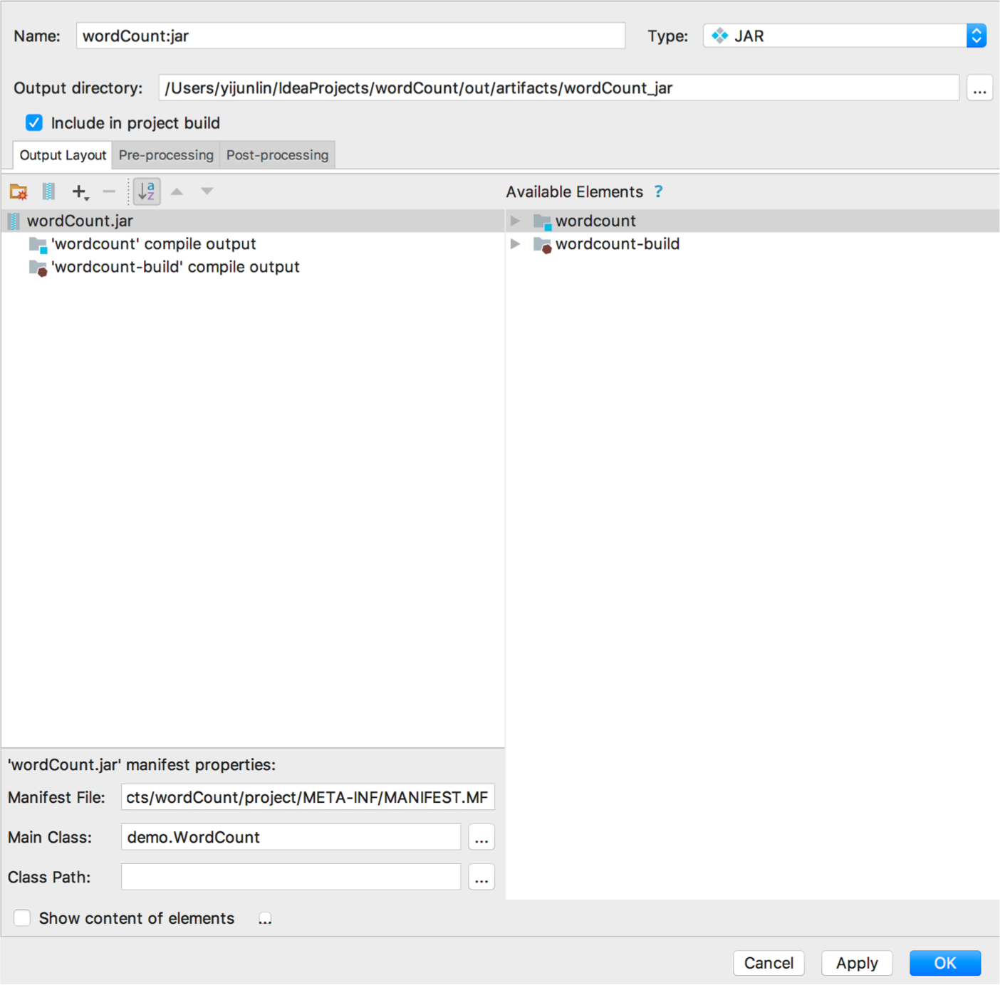 Name: wordCount:jar Type: JAR
Output directory: /Users/yijunlin/IdeaProjects/wordCount/out/artifacts/wordCount_jar ...
Include in project build
Output Layout Pre-processing Post-processing
Available Elements ?
wordCount.jar
'wordcount' compile output
'wordcount-build' compile output
wordcount
wordcount-build
'wordCount.jar' manifest properties:
Manifest File: cts/wordCount/project/META-INF/MANIFEST.MF
Main Class: demo.WordCount ...
Class Path: ...
Show content of elements ...
Cancel Apply OK